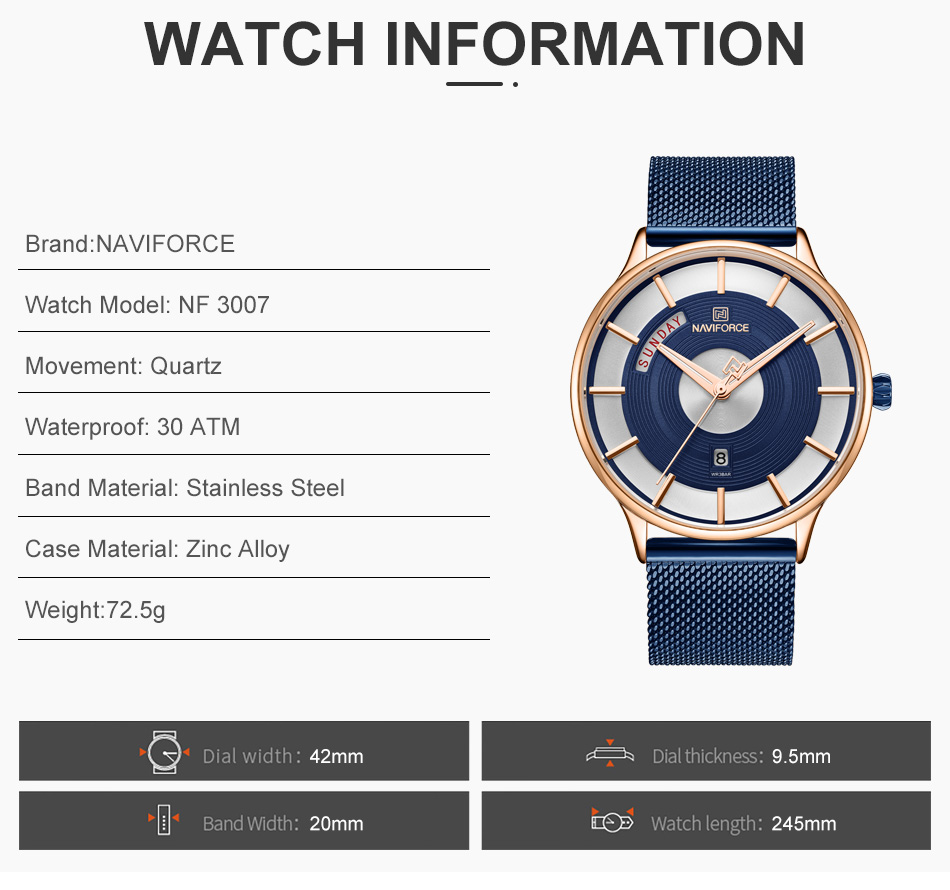 WATCH INFORMATION
Brand:NAVIFORCE
Watch Model: NF 3007
Movement: Quartz
Waterproof: 30 ATM
Band Material: Stainless Steel
Case Material: Zinc Alloy
Weight:72.5g
SUNDAY
NAVIFORCE
8
WR3BAR
Dial width: 42mm
Dial thickness: 9.5mm
Band Width: 20mm
Watch length: 245mm